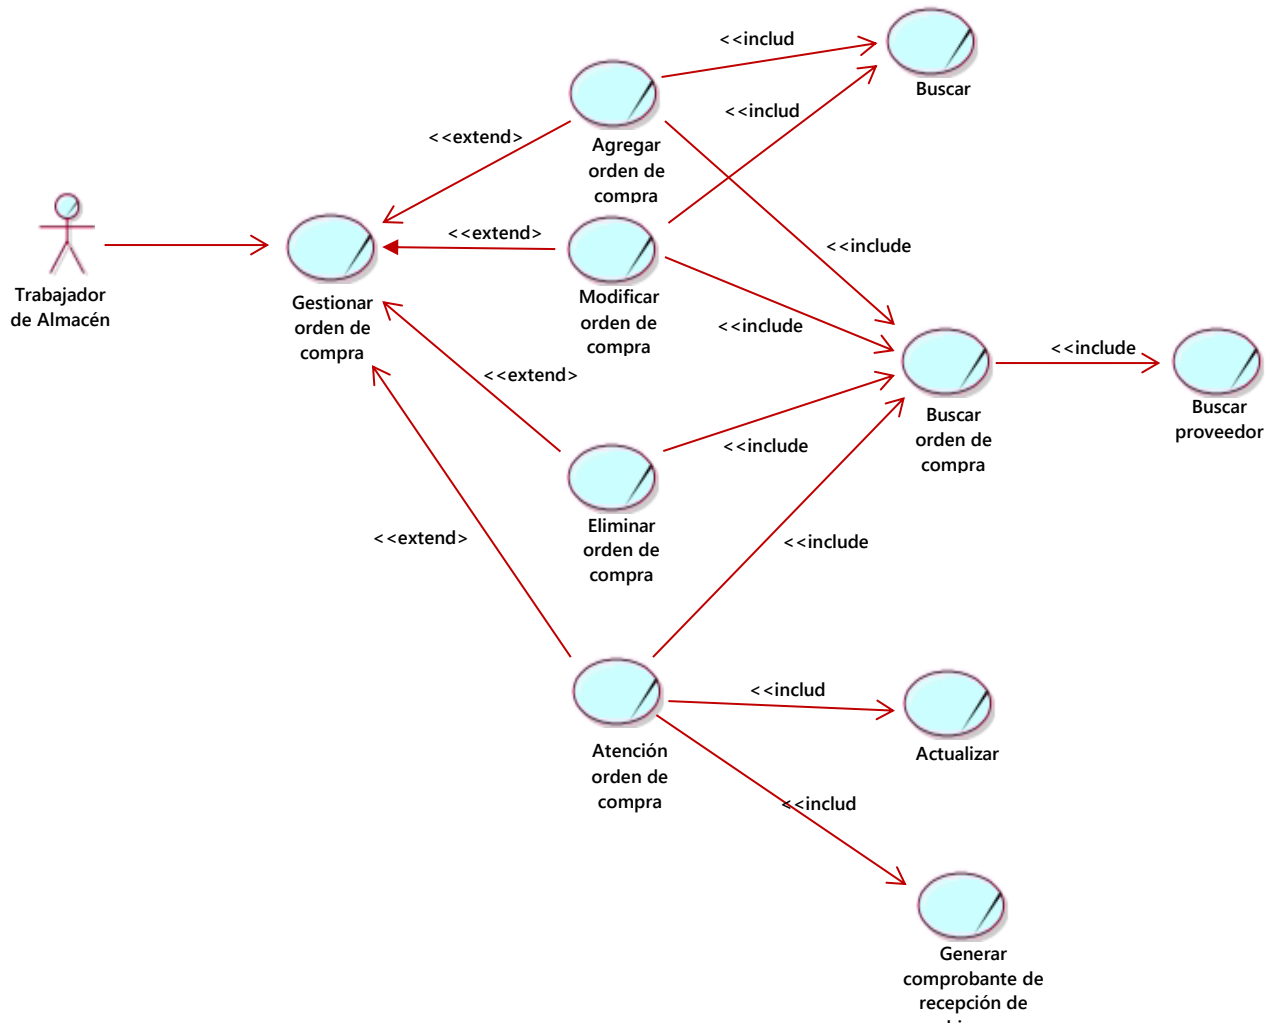 <<includ
Buscar
<<includ
<<extend>
Agregar
orden de
compra
<<extend>
<<include
Trabajador
de Almacén
Gestionar
orden de
compra
Modificar
orden de
compra
<<include
<<include
Buscar
proveedor
<<extend>
Buscar
orden de
compra
<<include
Eliminar
orden de
compra
<<extend>
<<include
<<includ
Atención
orden de
compra
Actualizar
<<includ
Generar
comprobante de
recepción de